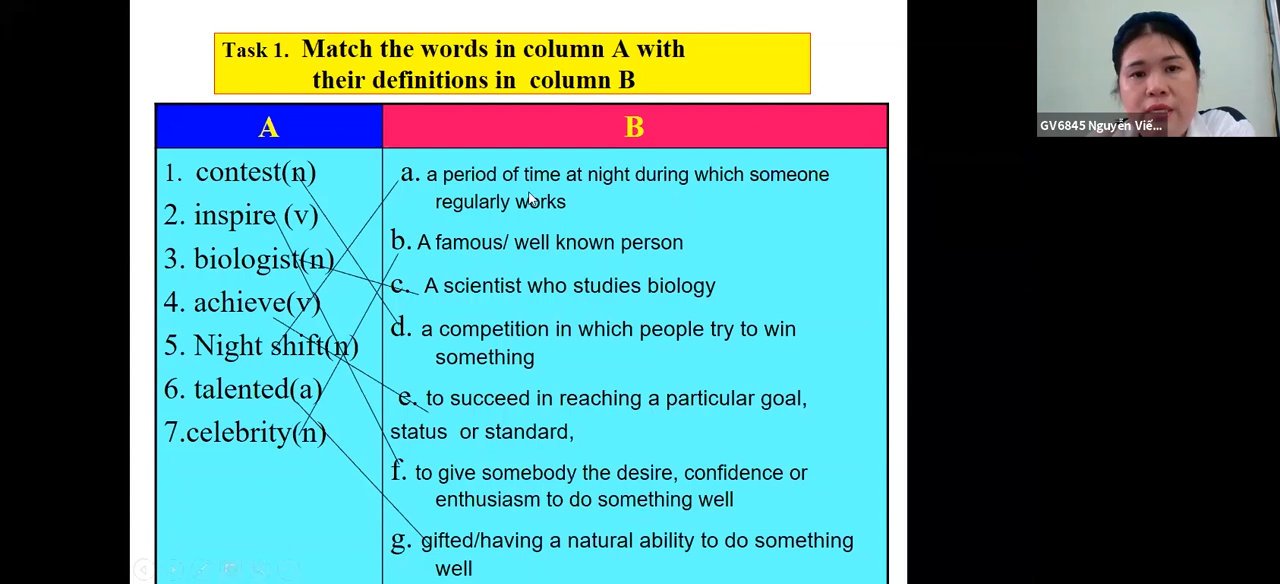 Task 1. Match the words in column A with
their definitions in column B
A
B
1. contest(n)
2. inspire (v)
3. biologist(n)
4. achieve(v)
5. Night shift(n)
6. talented(a)
7.celebrity(n)
a. a period of time at night during which someone
regularly works
b. A famous/ well known person
c. A scientist who studies biology
d. a competition in which people try to win
something
e. to succeed in reaching a particular goal,
status or standard,
f. to give somebody the desire, confidence or
enthusiasm to do something well
g. gifted/having a natural ability to do something
well
GV6845 Nguyễn Viế...